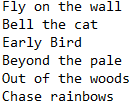 Fly on the wall
Bell the cat
Early Bird
Beyond the pale
Out of the woods
Chase rainbows